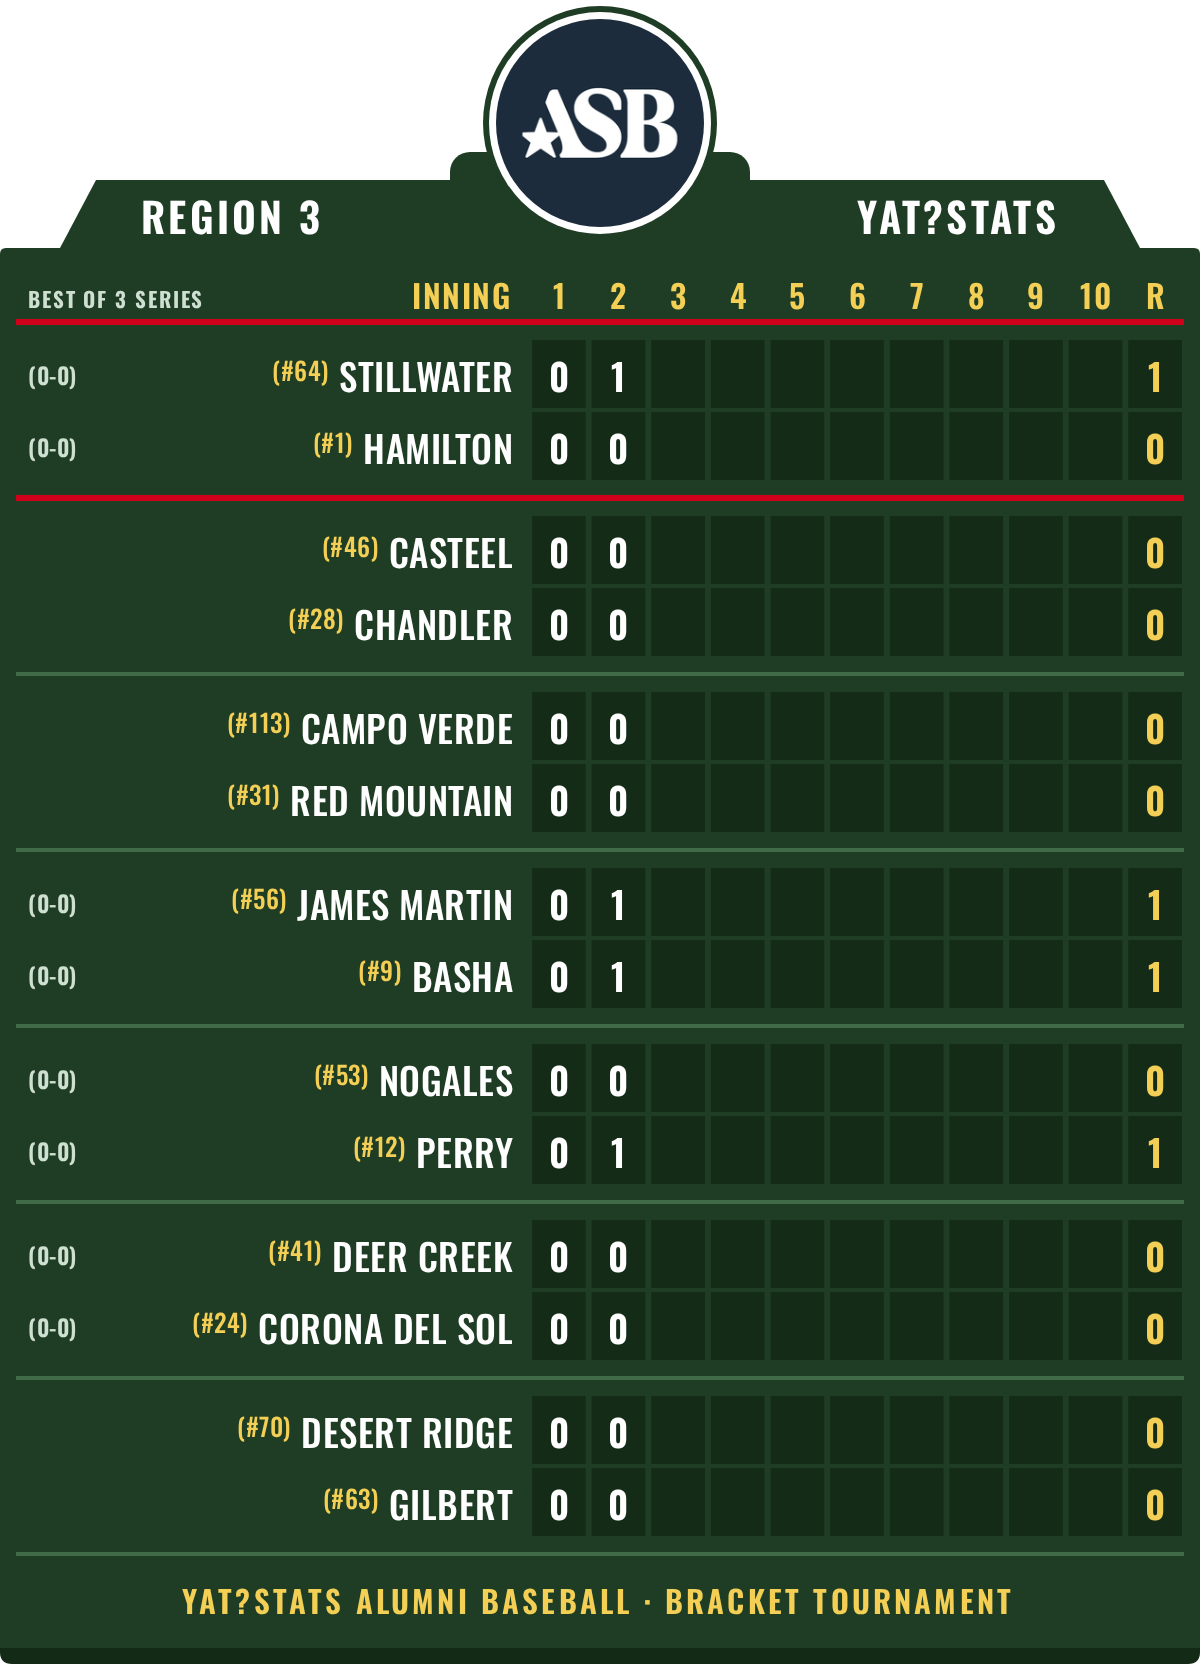 ASB
REGION 3 YAT?STATS
BEST OF 3 SERIES INNING 1 2 3 4 5 6 7 8 9 10 R
(0-0) (#64) STILLWATER 0 1 1
(0-0) (#1) HAMILTON 0 0 0
(#46) CASTEEL 0 0 0
(#28) CHANDLER 0 0 0
(#113) CAMPO VERDE 0 0 0
(#31) RED MOUNTAIN 0 0 0
(0-0) (#56) JAMES MARTIN 0 1 1
(0-0) (#9) BASHA 0 1 1
(0-0) (#53) NOGALES 0 0 0
(0-0) (#12) PERRY 0 1 1
(0-0) (#41) DEER CREEK 0 0 0
(0-0) (#24) CORONA DEL SOL 0 0 0
(#70) DESERT RIDGE 0 0 0
(#63) GILBERT 0 0 0
YAT?STATS ALUMNI BASEBALL · BRACKET TOURNAMENT